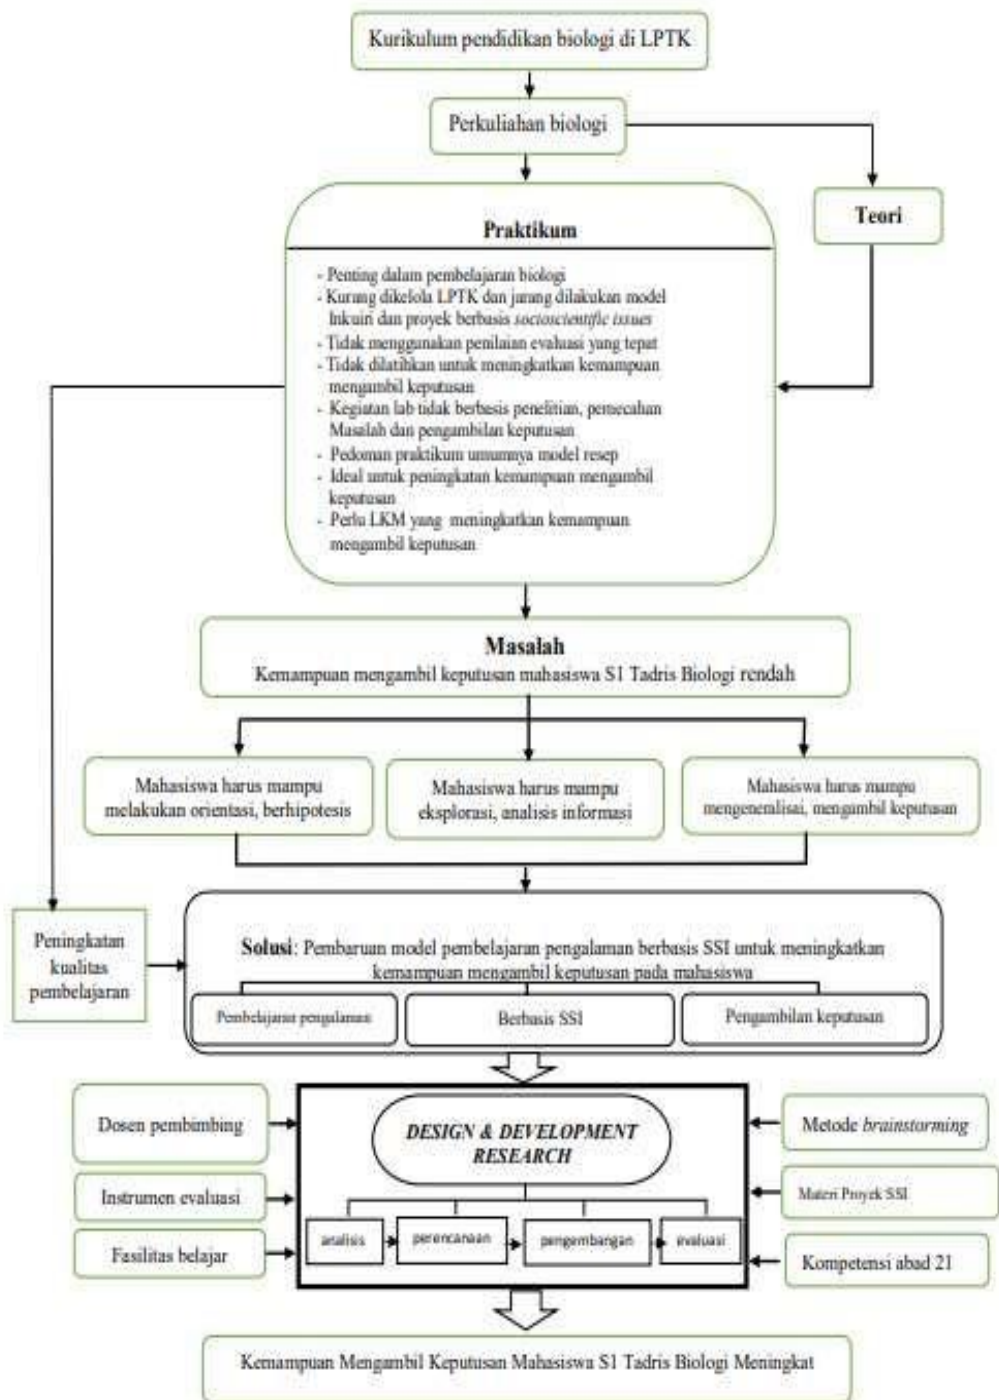 Kurikulum pendidikan biologi di LPTK
Perkuliahan biologi
Teori
Praktikum
- Penting dalam pembelajaran biologi
- Kurang dikelola LPTK dan jarang dilakukan model
Inkuiri dan proyek berbasis socioscientific issues
- Tidak menggunakan penilaian evaluasi yang tepat
- Tidak dilatihkan untuk meningkatkan kemampuan
mengambil keputusan
- Kegiatan lab tidak berbasis penelitian, pemecahan
Masalah dan pengambilan keputusan
- Pedoman praktikum umumnya model resep
- Ideal untuk peningkatan kemampuan mengambil
keputusan
- Perlu LKM yang meningkatkan kemampuan
mengambil keputusan
Masalah
Kemampuan mengambil keputusan mahasiswa S1 Tadris Biologi rendah
Mahasiswa harus mampu
melakukan orientasi, berhipotesis
Mahasiswa harus mampu
eksplorasi, analisis informasi
Mahasiswa harus mampu
mengeneralisai, mengambil keputusan
Peningkatan
kualitas
pembelajaran
Solusi: Pembaruan model pembelajaran pengalaman berbasis SSI untuk meningkatkan
kemampuan mengambil keputusan pada mahasiswa
Pembelajaran pengalaman
Berbasis SSI
Pengambilan keputusan
Dosen pembimbing
Instrumen evaluasi
Fasilitas belajar
DESIGN & DEVELOPMENT
RESEARCH
analisis
perencanaan
pengembangan
evaluasi
Metode brainstorming
Materi Proyek SSI
Kompetensi abad 21
Kemampuan Mengambil Keputusan Mahasiswa S1 Tadris Biologi Meningkat